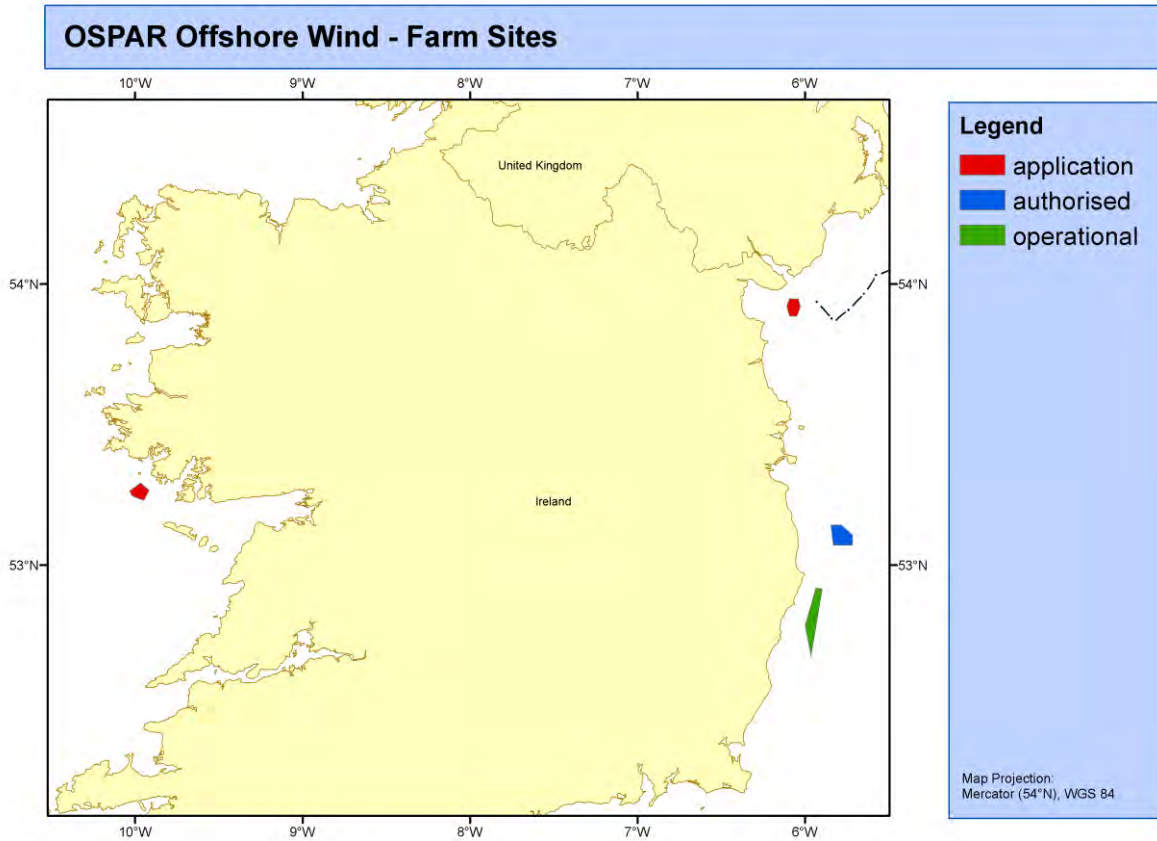 OSPAR Offshore Wind - Farm Sites
10°W 9°W 8°W 7°W 6°W
Legend
application
authorised
operational
United Kingdom
54°N 54°N
Ireland
53°N 53°N
Map Projection:
Mercator (54°N), WGS 84
10°W 9°W 8°W 7°W 6°W